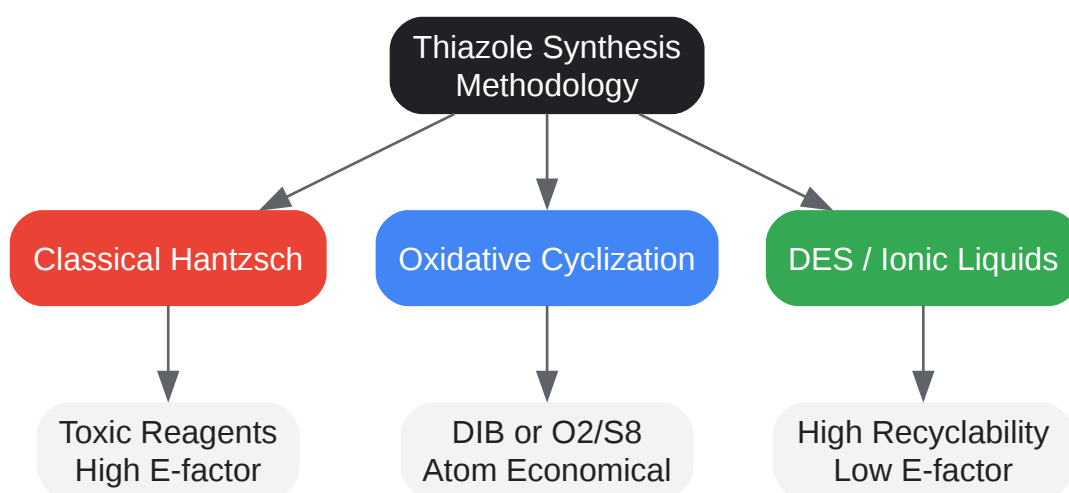 Thiazole Synthesis
Methodology
Classical Hantzsch
Oxidative Cyclization
DES / Ionic Liquids
Toxic Reagents
High E-factor
DIB or O2/S8
Atom Economical
High Recyclability
Low E-factor